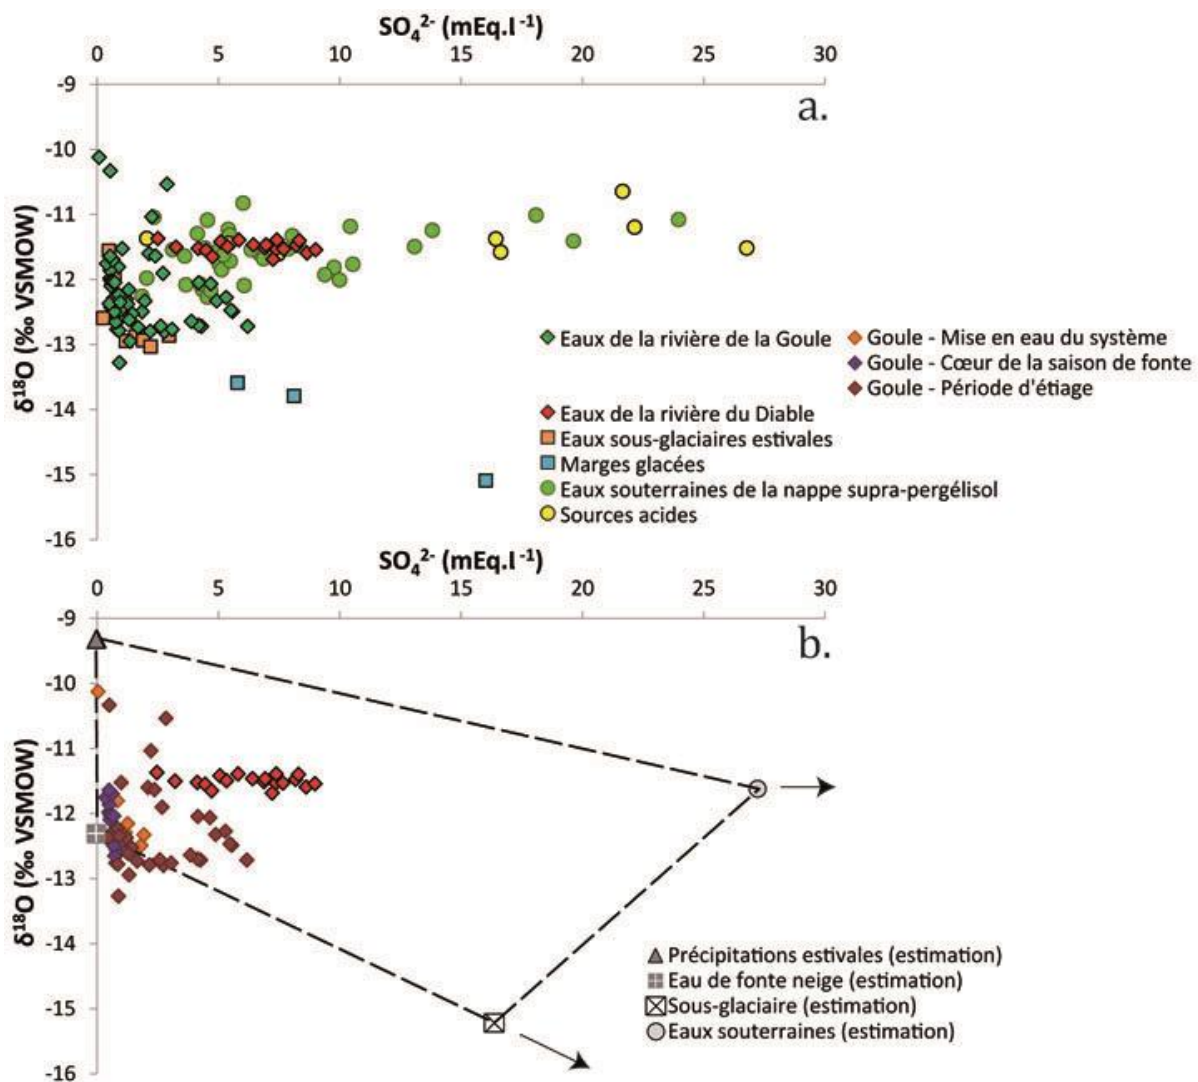 SO₄²⁻ (mEq.l⁻¹)
0 5 10 15 20 25 30
-9
a.
-10
-11
-12
-13
-14
-15
-16
δ¹⁸O (‰ VSMOW)
Eaux de la rivière de la Goule
Eaux de la rivière du Diable
Eaux sous-glaciaires estivales
Marges glacées
Eaux souterraines de la nappe supra-pergélisol
Sources acides
Goule - Mise en eau du système
Goule - Cœur de la saison de fonte
Goule - Période d'étiage
SO₄²⁻ (mEq.l⁻¹)
0 5 10 15 20 25 30
-9
b.
-10
-11
-12
-13
-14
-15
-16
δ¹⁸O (‰ VSMOW)
Précipitations estivales (estimation)
Eau de fonte neige (estimation)
Sous-glaciaire (estimation)
Eaux souterraines (estimation)